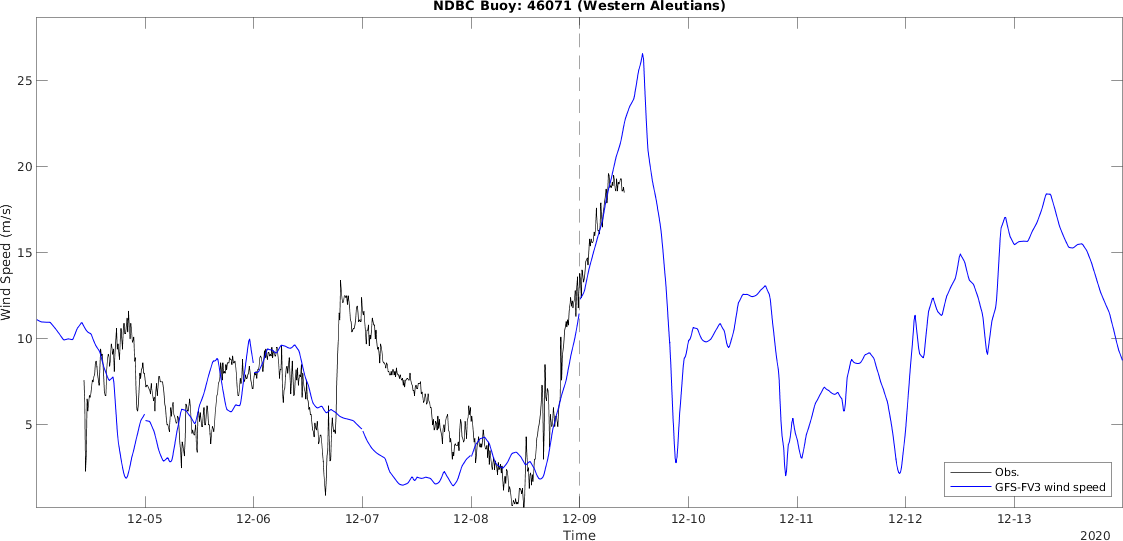 NDBC Buoy: 46071 (Western Aleutians)
Wind Speed (m/s)
25
20
15
10
5
Obs.
GFS-FV3 wind speed
12-05 12-06 12-07 12-08 12-09 12-10 12-11 12-12 12-13
Time
2020